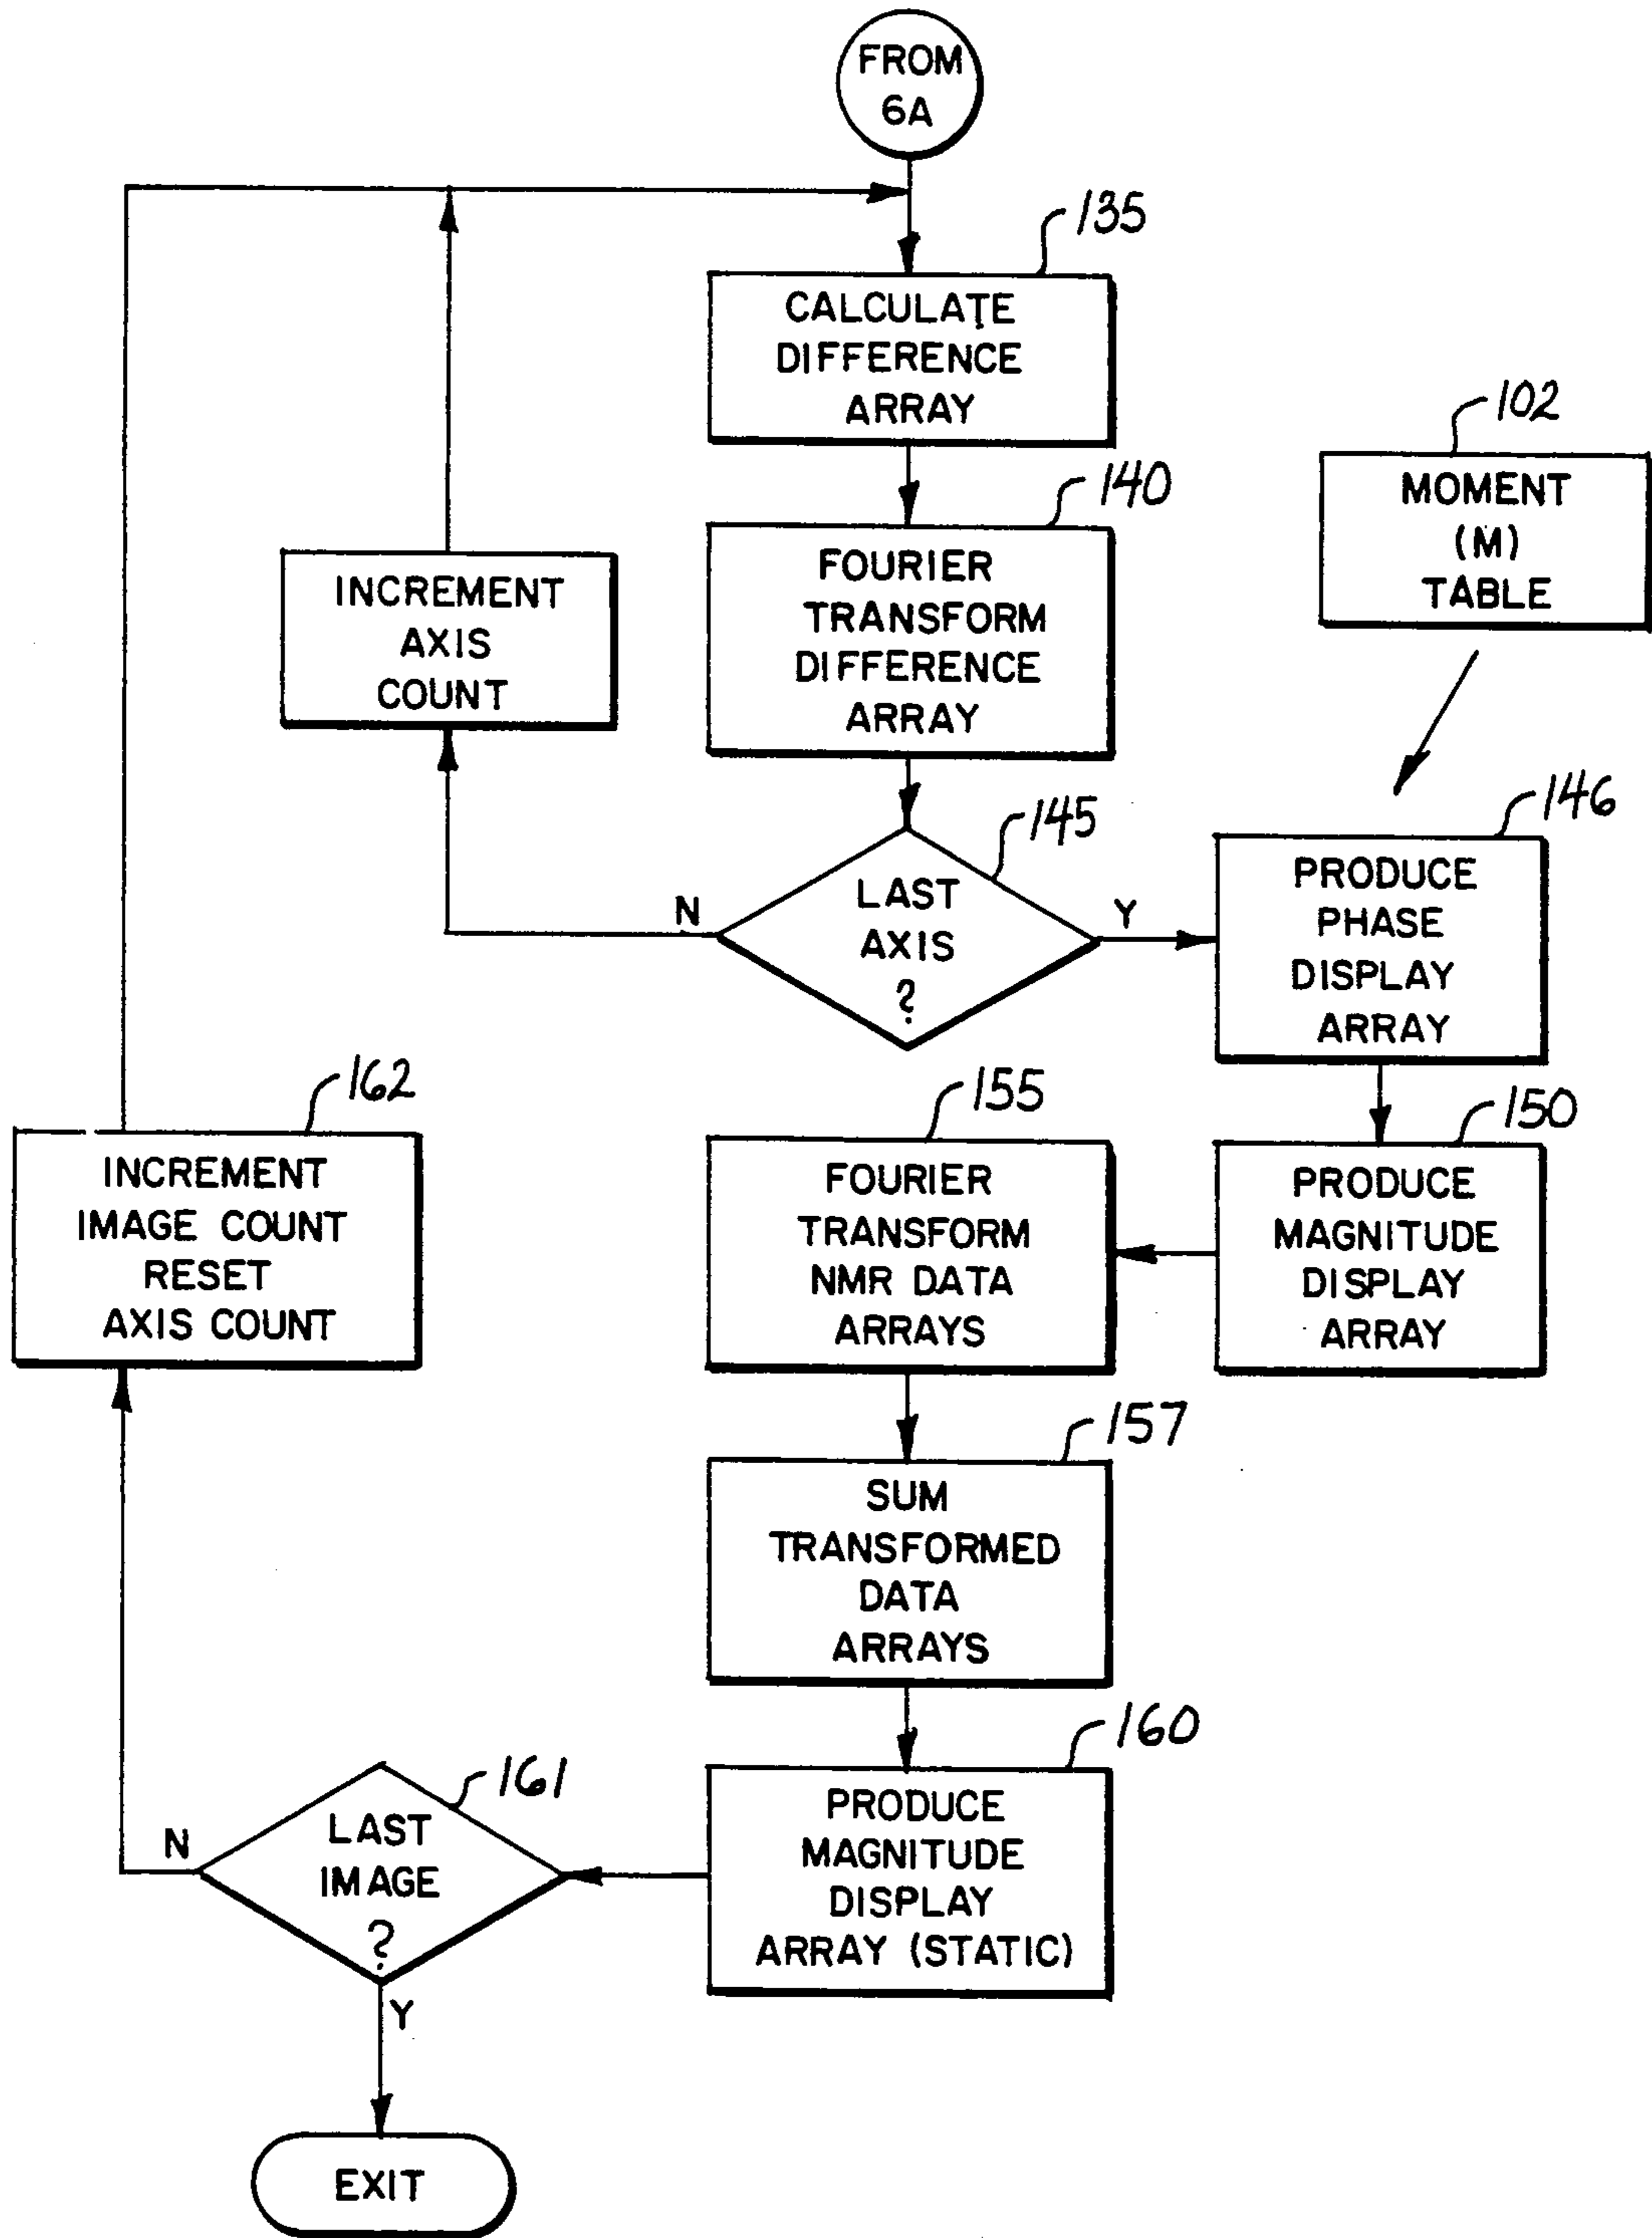 FROM
6A
135
CALCULATE
DIFFERENCE
ARRAY
102
MOMENT
(M)
TABLE
140
FOURIER
TRANSFORM
DIFFERENCE
ARRAY
INCREMENT
AXIS
COUNT
145
LAST
AXIS
?
N
Y
146
PRODUCE
PHASE
DISPLAY
ARRAY
150
PRODUCE
MAGNITUDE
DISPLAY
ARRAY
155
FOURIER
TRANSFORM
NMR DATA
ARRAYS
162
INCREMENT
IMAGE COUNT
RESET
AXIS COUNT
157
SUM
TRANSFORMED
DATA
ARRAYS
160
PRODUCE
MAGNITUDE
DISPLAY
ARRAY (STATIC)
161
LAST
IMAGE
?
N
Y
EXIT